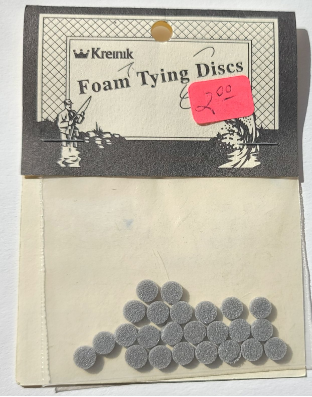 Kreinik
Foam Tying Discs
2.00